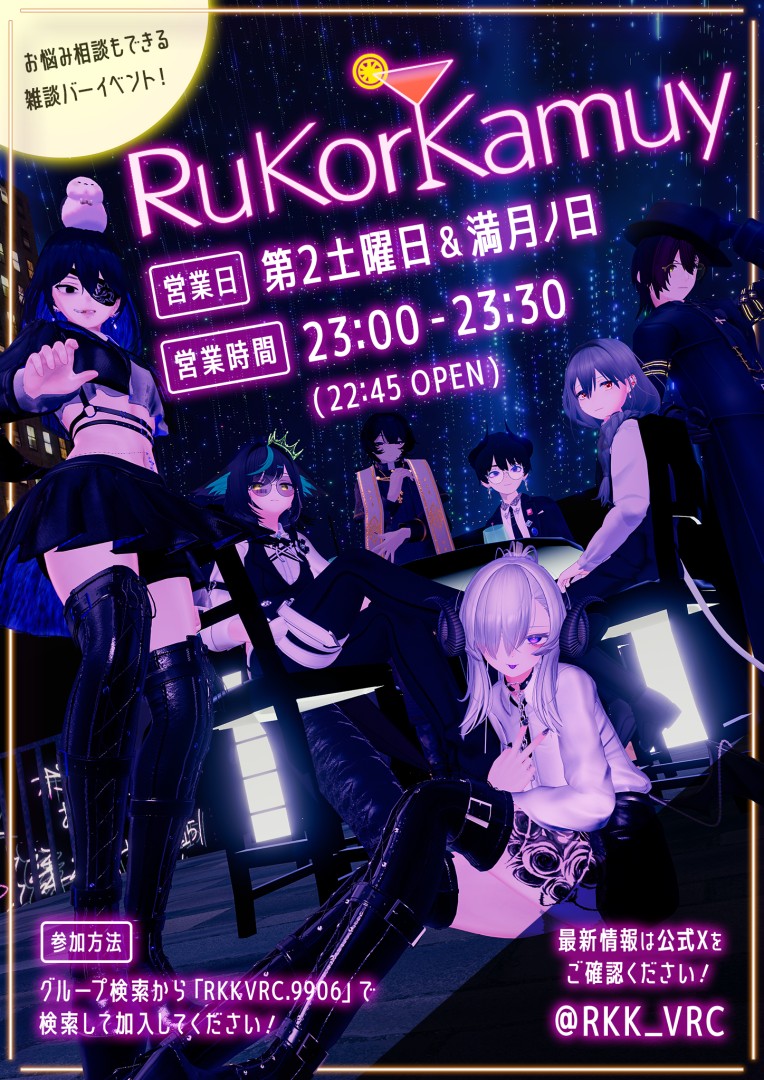 お悩み相談もできる
雑談バーイベント!
RuKorKamuy
営業日 第2土曜日&満月ノ日
営業時間 23:00-23:30
(22:45 OPEN)
参加方法
グループ検索から「RKKVRC.9906」で
検索して加入してください!
最新情報は公式Xを
ご確認ください!
@RKK_VRC